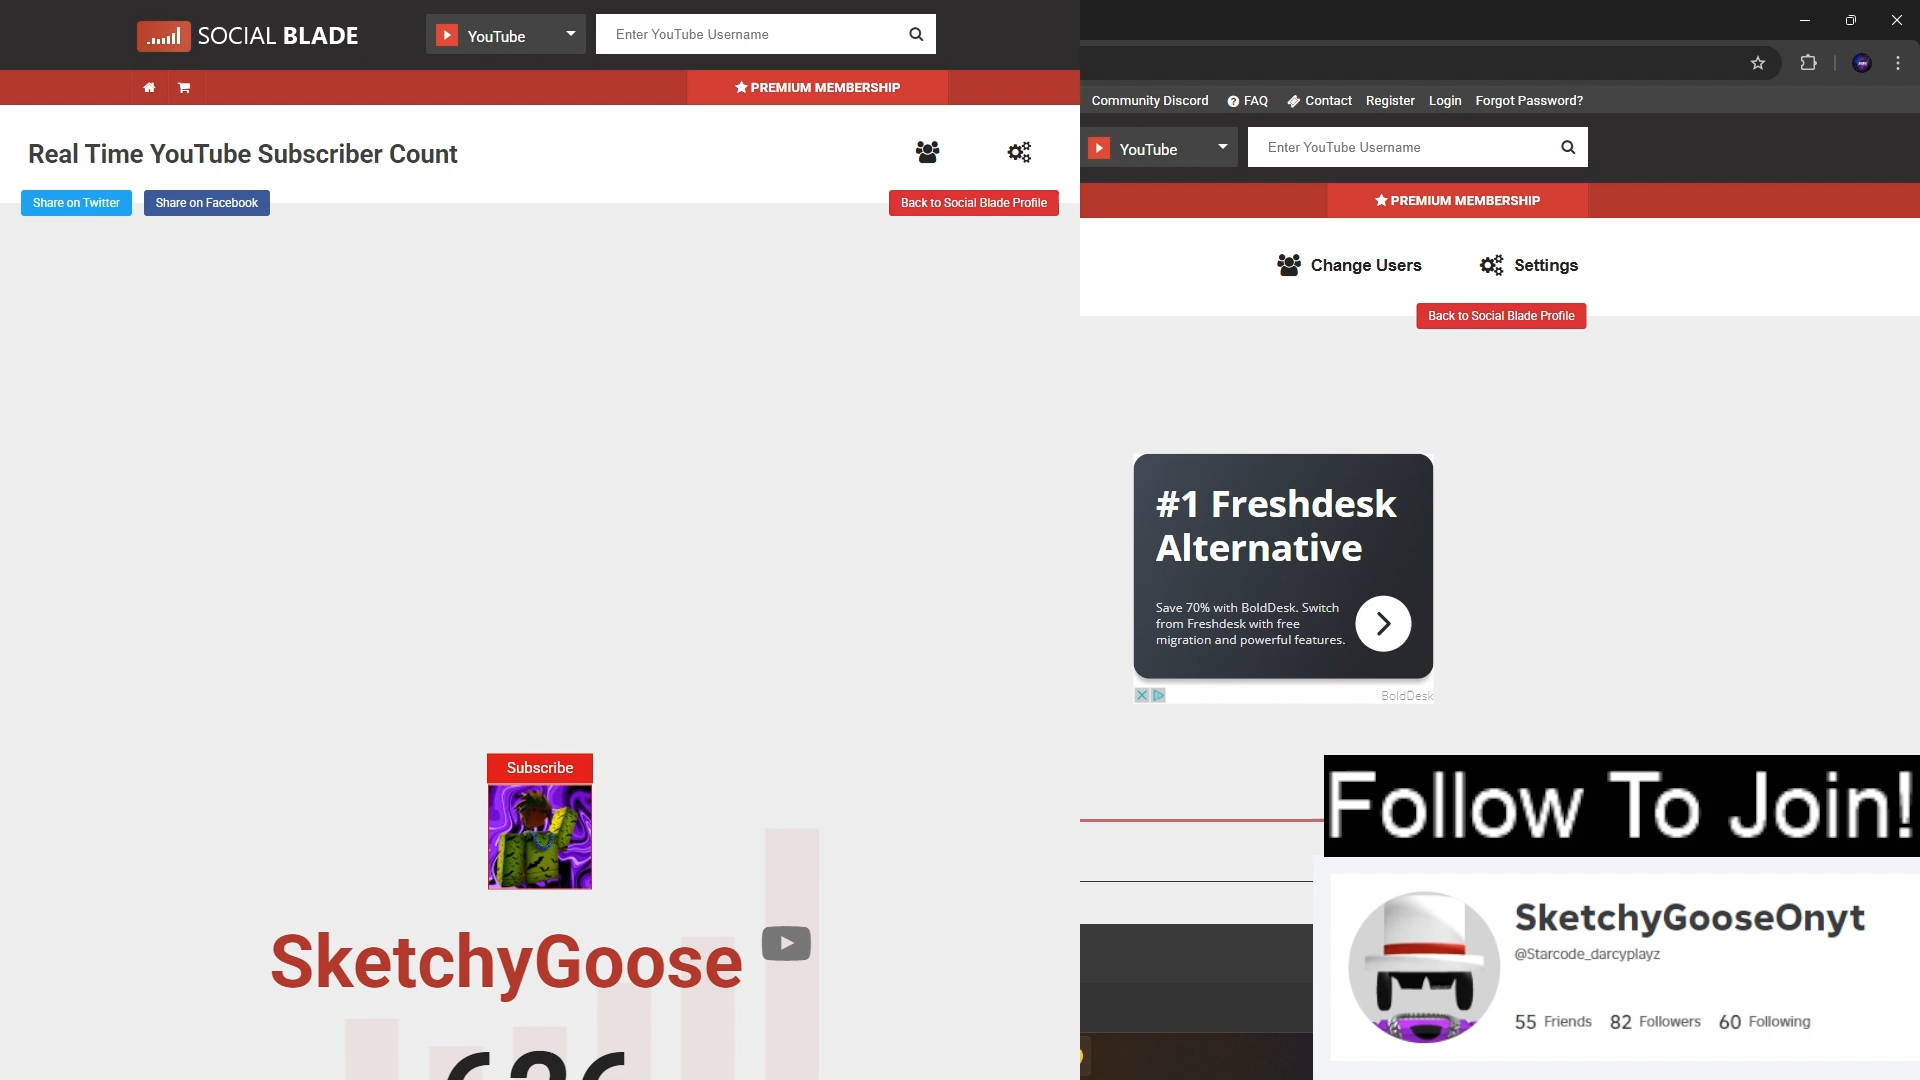 SOCIAL BLADE
YouTube
Enter YouTube Username
PREMIUM MEMBERSHIP
Real Time YouTube Subscriber Count
Share on Twitter
Share on Facebook
Back to Social Blade Profile
Subscribe
SketchyGoose
Community Discord
FAQ
Contact
Register
Login
Forgot Password?
YouTube
Enter YouTube Username
PREMIUM MEMBERSHIP
Change Users
Settings
Back to Social Blade Profile
#1 Freshdesk
Alternative
Save 70% with BoldDesk. Switch
from Freshdesk with free
migration and powerful features.
BoldDesk
Follow To Join!
SketchyGooseOnyt
@Starcode_darcyplayz
55 Friends 82 Followers 60 Following